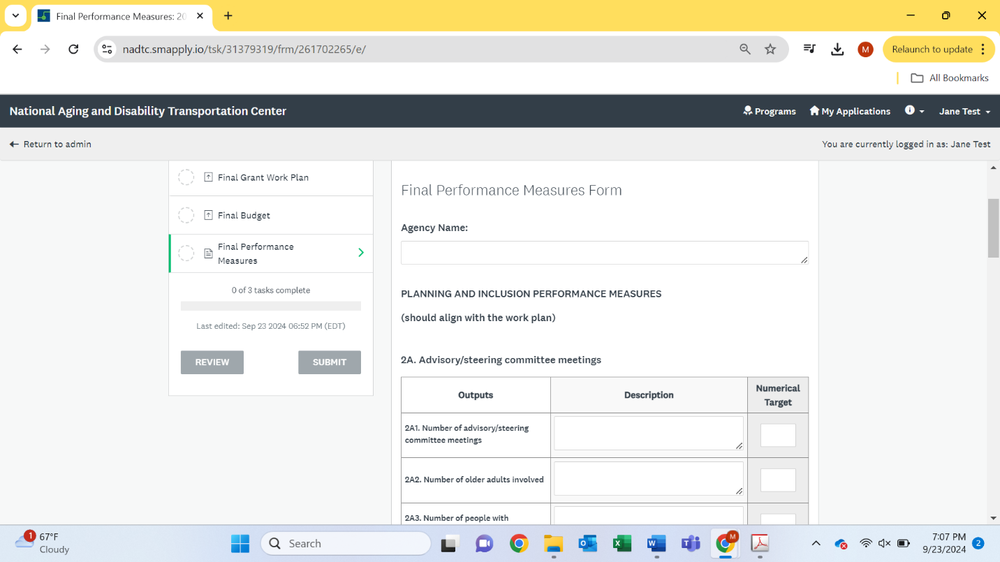 Final Performance Measures: 20
nadtc.smapply.io/tsk/31379319/frm/261702265/e/
M
Relaunch to update
All Bookmarks
National Aging and Disability Transportation Center
Programs
My Applications
Jane Test
Return to admin
You are currently logged in as: Jane Test
Final Grant Work Plan
Final Budget
Final Performance
Measures
0 of 3 tasks complete
Last edited: Sep 23 2024 06:52 PM (EDT)
REVIEW
SUBMIT
Final Performance Measures Form
Agency Name:
PLANNING AND INCLUSION PERFORMANCE MEASURES
(should align with the work plan)
2A. Advisory/steering committee meetings
Outputs
Description
Numerical
Target
2A1. Number of advisory/steering
committee meetings
2A2. Number of older adults involved
2A3. Number of people with
1
67°F
Cloudy
Search
M
7:07 PM
9/23/2024
2